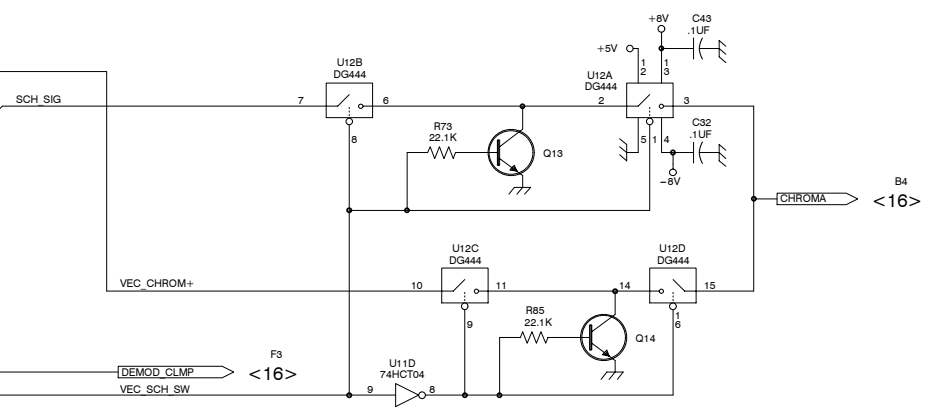 +8V
C43
.1UF
+5V
1
2
1
3
U12B
DG444
U12A
DG444
SCH_SIG
7
6
2
3
8
R73
22.1K
Q13
5
1
4
C32
.1UF
−8V
B4
CHROMA
<16>
U12C
DG444
U12D
DG444
VEC_CHROM+
10
11
14
15
9
R85
22.1K
1
6
Q14
F3
DEMOD_CLMP
<16>
U11D
74HCT04
VEC_SCH_SW
9
8